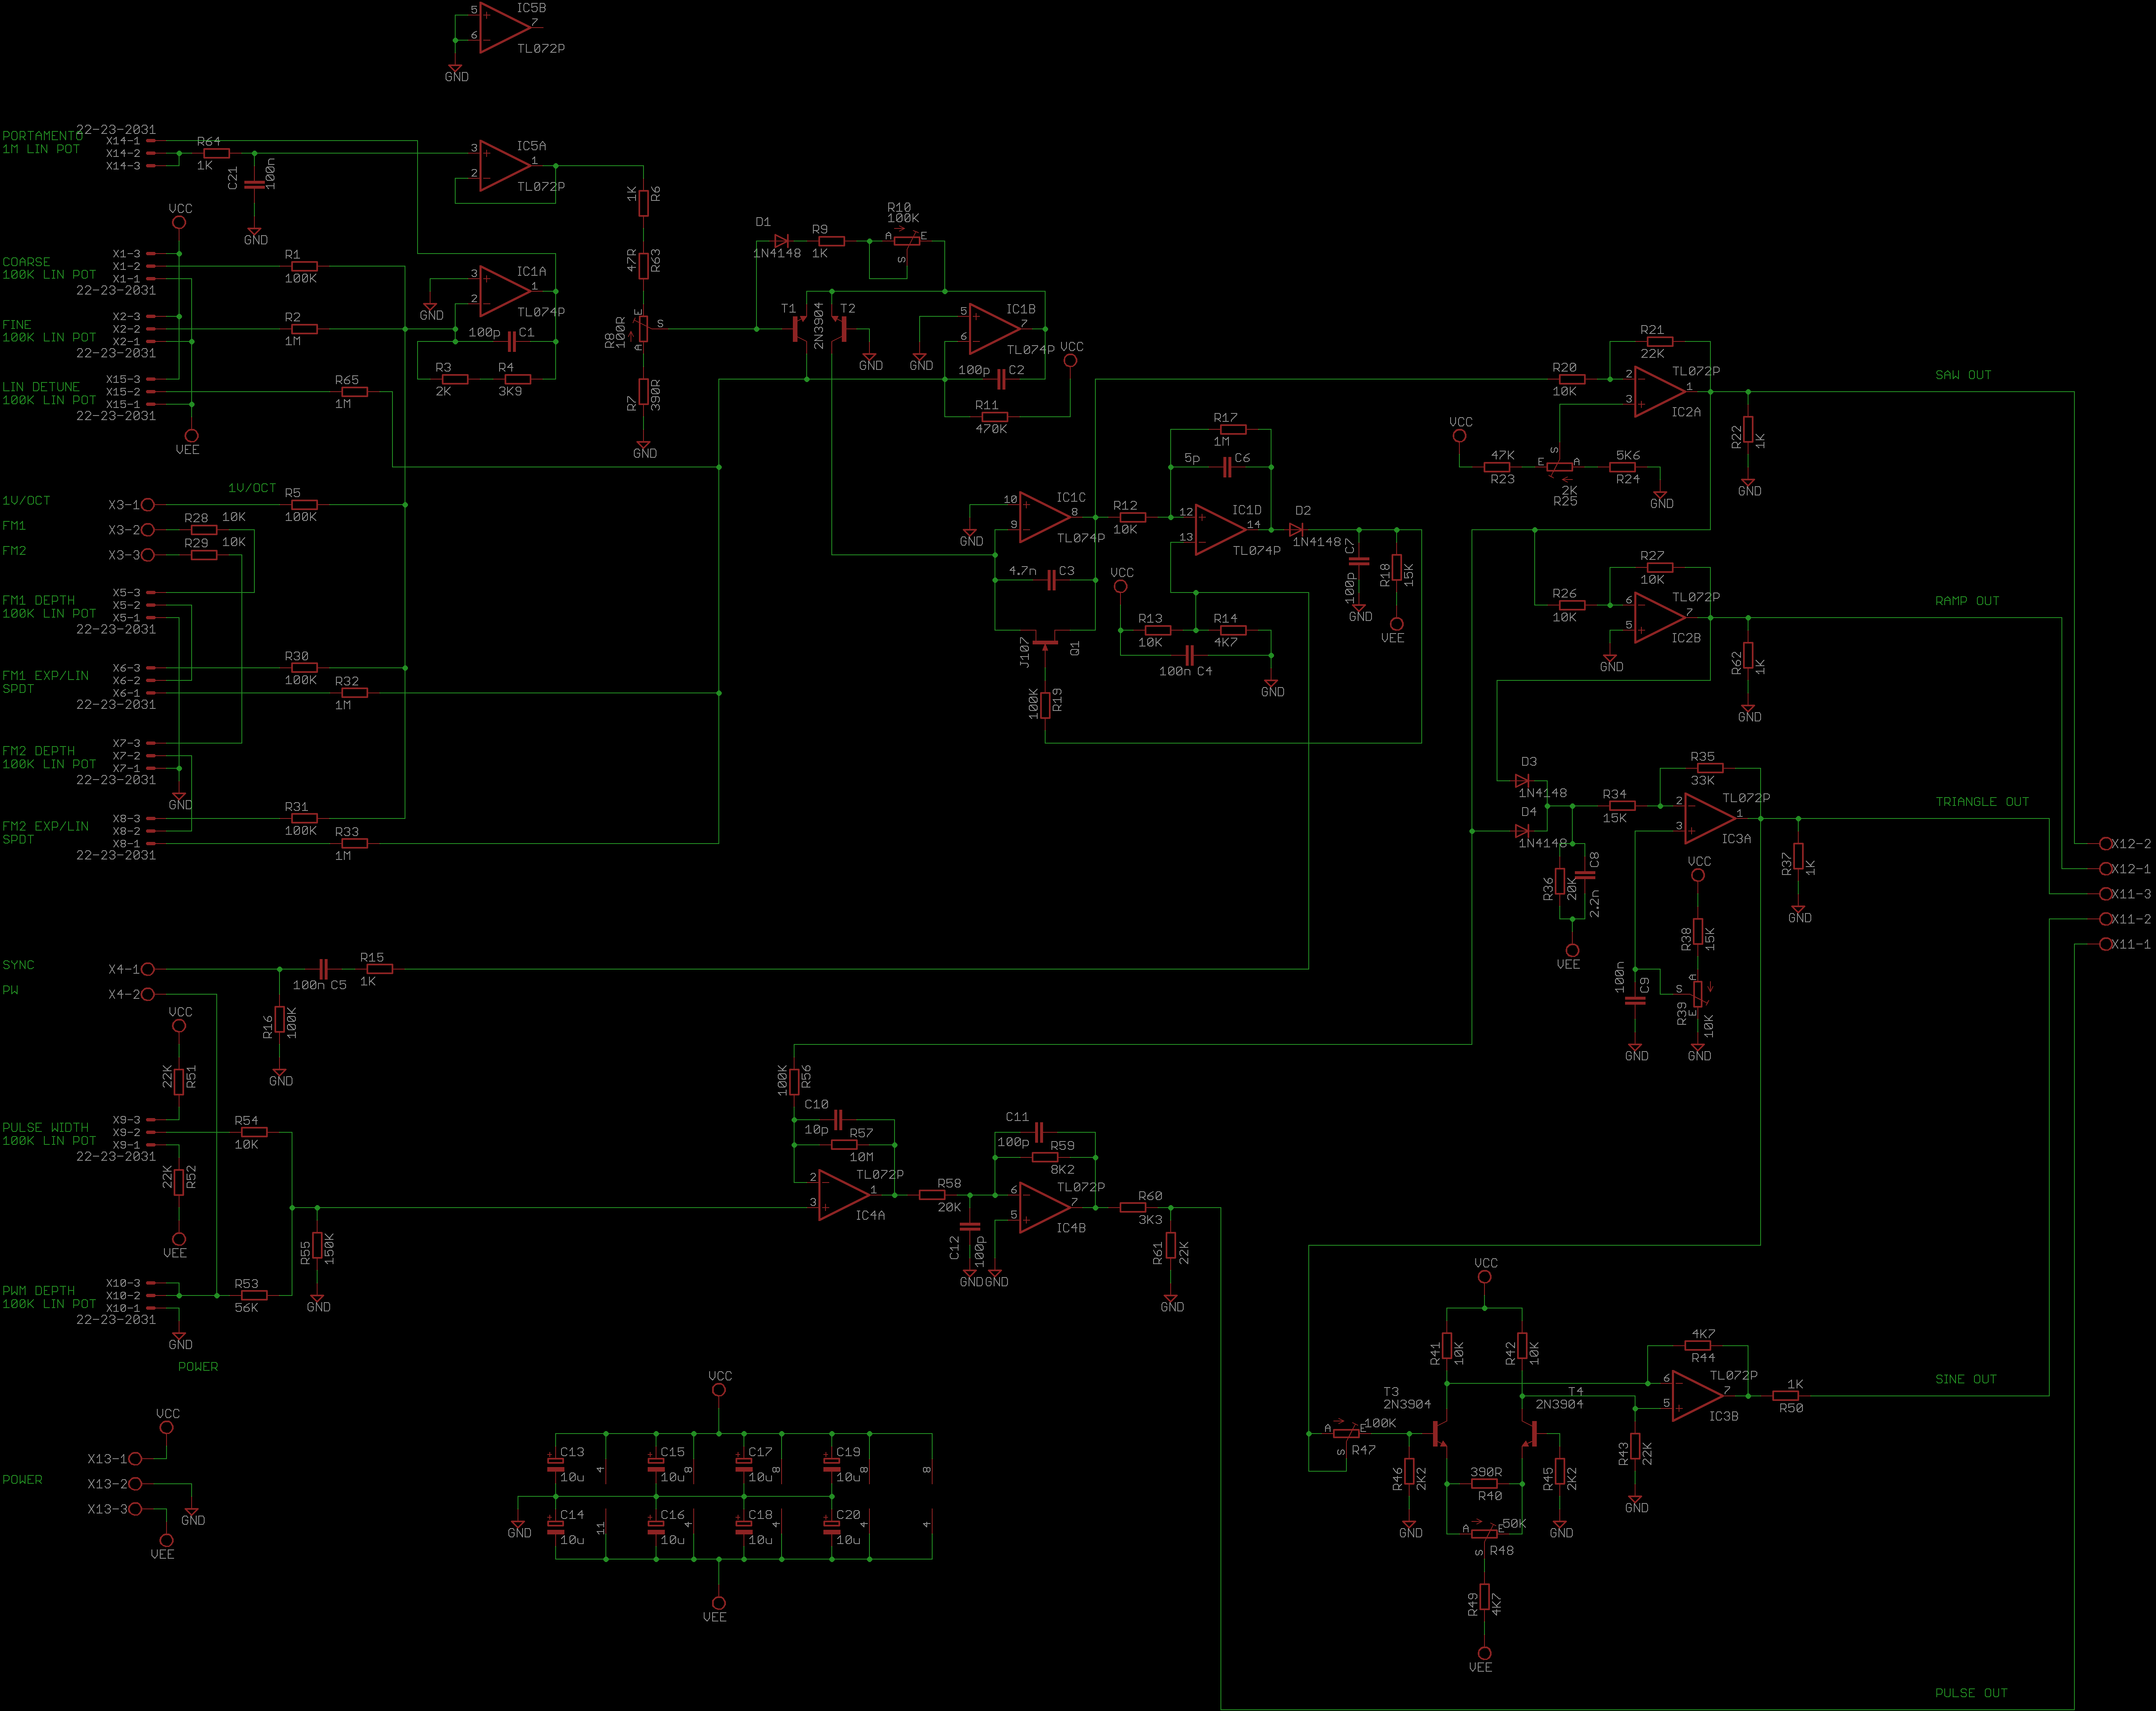 5
6
7
IC5B
TL072P
GND
PORTAMENTO
1M LIN POT
22-23-2031
X14-1
X14-2
X14-3
R64
1K
C21
100n
GND
3
2
1
IC5A
TL072P
1K
R6
47R
R63
R8
100R
E
S
A
R7
390R
GND
VCC
COARSE
100K LIN POT
X1-3
X1-2
X1-1
22-23-2031
R1
100K
FINE
100K LIN POT
X2-3
X2-2
X2-1
22-23-2031
R2
1M
LIN DETUNE
100K LIN POT
X15-3
X15-2
X15-1
22-23-2031
R65
1M
VEE
3
2
1
IC1A
TL074P
GND
100p
C1
R3
2K
R4
3K9
D1
1N4148
R9
1K
R10
100K
A
E
S
T1
2N3904
T2
GND
5
6
7
IC1B
TL074P
GND
100p
C2
VCC
R11
470K
1V/OCT
1V/OCT
X3-1
R5
100K
FM1
X3-2
R28
10K
FM2
X3-3
R29
10K
FM1 DEPTH
100K LIN POT
X5-3
X5-2
X5-1
22-23-2031
FM1 EXP/LIN
SPDT
X6-3
X6-2
X6-1
22-23-2031
R30
100K
R32
1M
FM2 DEPTH
100K LIN POT
X7-3
X7-2
X7-1
22-23-2031
GND
FM2 EXP/LIN
SPDT
X8-3
X8-2
X8-1
22-23-2031
R31
100K
R33
1M
10
9
8
IC1C
TL074P
GND
4.7n
C3
J107
Q1
100K
R19
R12
10K
R17
1M
5p
C6
12
13
14
IC1D
TL074P
D2
1N4148
C7
100p
GND
R18
15K
VEE
VCC
R13
10K
R14
4K7
100n
C4
GND
R20
10K
R21
22K
2
3
1
TL072P
IC2A
VCC
47K
R23
E
S
A
2K
R25
5K6
R24
GND
R22
1K
GND
SAW OUT
R26
10K
R27
10K
6
5
7
TL072P
IC2B
GND
R62
1K
GND
RAMP OUT
D3
1N4148
D4
1N4148
R34
15K
R35
33K
2
3
1
TL072P
IC3A
R36
20K
C8
2.2n
VEE
VCC
R38
15K
A
S
E
R39
10K
GND
100n
C9
GND
R37
1K
GND
TRIANGLE OUT
X12-2
X12-1
X11-3
X11-2
X11-1
SYNC
X4-1
100n
C5
R15
1K
PW
X4-2
R16
100K
GND
VCC
22K
R51
PULSE WIDTH
100K LIN POT
X9-3
X9-2
X9-1
22-23-2031
R54
10K
22K
R52
VEE
R55
150K
GND
PWM DEPTH
100K LIN POT
X10-3
X10-2
X10-1
22-23-2031
R53
56K
GND
100K
R56
C10
10p
R57
10M
2
3
1
TL072P
IC4A
R58
20K
C12
100p
GND
C11
100p
R59
8K2
6
5
7
TL072P
IC4B
GND
R60
3K3
R61
22K
GND
POWER
VCC
X13-1
POWER
X13-2
X13-3
GND
VEE
VCC
C13
10u
4
C15
10u
8
C17
10u
8
C19
10u
8
8
GND
C14
10u
11
C16
10u
4
C18
10u
4
C20
10u
4
4
VEE
VCC
R41
10K
R42
10K
T3
2N3904
T4
2N3904
A
E
S
100K
R47
R46
2K2
GND
390R
R40
R45
2K2
GND
A
E
S
50K
R48
R49
4K7
VEE
4K7
R44
6
5
7
TL072P
IC3B
R43
22K
GND
1K
R50
SINE OUT
PULSE OUT